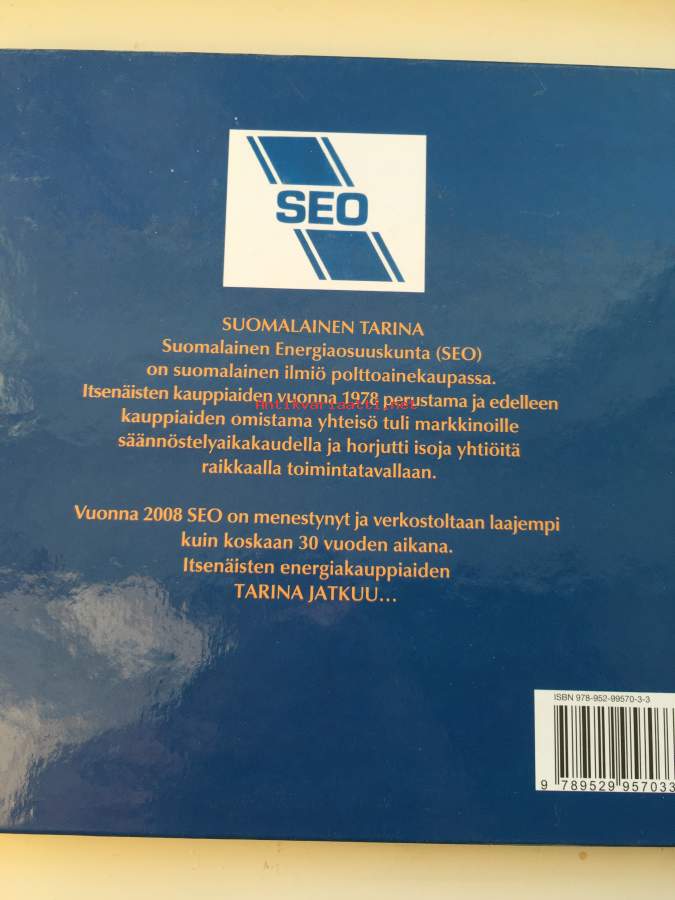 SEO
SUOMALAINEN TARINA
Suomalainen Energiaosuuskunta (SEO)
on suomalainen ilmiö polttoainekaupassa.
Itsenäisten kauppiaiden vuonna 1978 perustama ja edelleen
Antikvariaatti.net
kauppiaiden omistama yhteisö tuli markkinoille
säännöstelyaikakaudella ja horjutti isoja yhtiöitä
raikkaalla toimintatavallaan.
Vuonna 2008 SEO on menestynyt ja verkostoltaan laajempi
kuin koskaan 30 vuoden aikana.
Itsenäisten energiakauppiaiden
TARINA JATKUU...
ISBN 978-952-99570-3-3
9 789529 957033